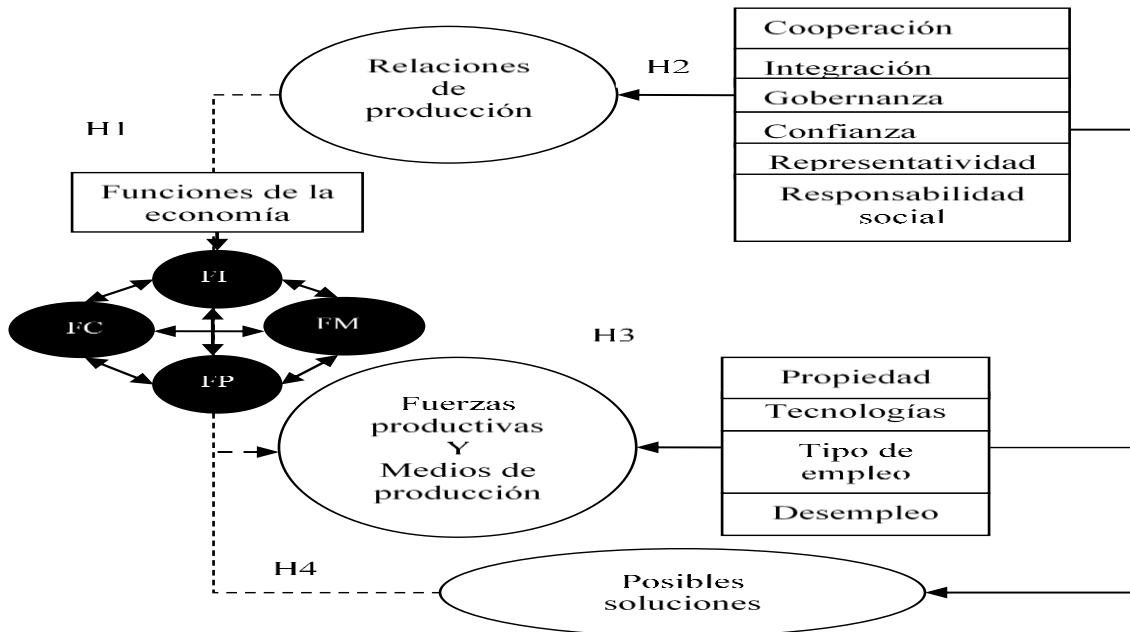 Relaciones
de
producción
H2
Cooperación
Integración
Gobernanza
Confianza
Representatividad
Responsabilidad
social
H1
Funciones de la
economía
FI
FC
FM
FP
H3
Fuerzas
productivas
Y
Medios de
producción
Propiedad
Tecnologías
Tipo de
empleo
Desempleo
H4
Posibles
soluciones